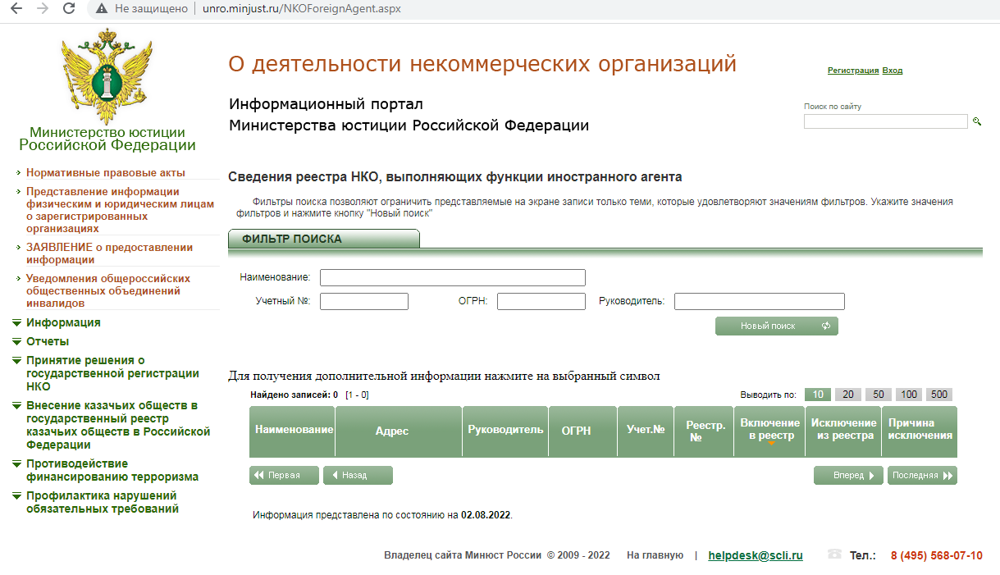 Не защищено | unro.minjust.ru/NKOForeignAgent.aspx
Министерство юстиции
Российской Федерации
О деятельности некоммерческих организаций
Информационный портал
Министерства юстиции Российской Федерации
Регистрация Вход
Поиск по сайту
Нормативные правовые акты
Представление информации
физическим и юридическим лицам
о зарегистрированных
организациях
ЗАЯВЛЕНИЕ о предоставлении
информации
Уведомления общероссийских
общественных объединений
инвалидов
Информация
Отчеты
Принятие решения о
государственной регистрации
НКО
Внесение казачьих обществ в
государственный реестр
казачьих обществ в Российской
Федерации
Противодействие
финансированию терроризма
Профилактика нарушений
обязательных требований
Сведения реестра НКО, выполняющих функции иностранного агента
Фильтры поиска позволяют ограничить представляемые на экране записи только теми, которые удовлетворяют значениям фильтров. Укажите значения
фильтров и нажмите кнопку "Новый поиск"
ФИЛЬТР ПОИСКА
Наименование:
Учетный №: ОГРН: Руководитель:
Новый поиск
Для получения дополнительной информации нажмите на выбранный символ
Найдено записей: 0 [1 - 0] Выводить по: 10 20 50 100 500
Наименование Адрес Руководитель ОГРН Учет.№ Реестр. № Включение в реестр Исключение из реестра Причина исключения
Первая Назад Вперед Последняя
Информация представлена по состоянию на 02.08.2022.
Владелец сайта Минюст России © 2009 - 2022 На главную | helpdesk@scli.ru Тел.: 8 (495) 568-07-10